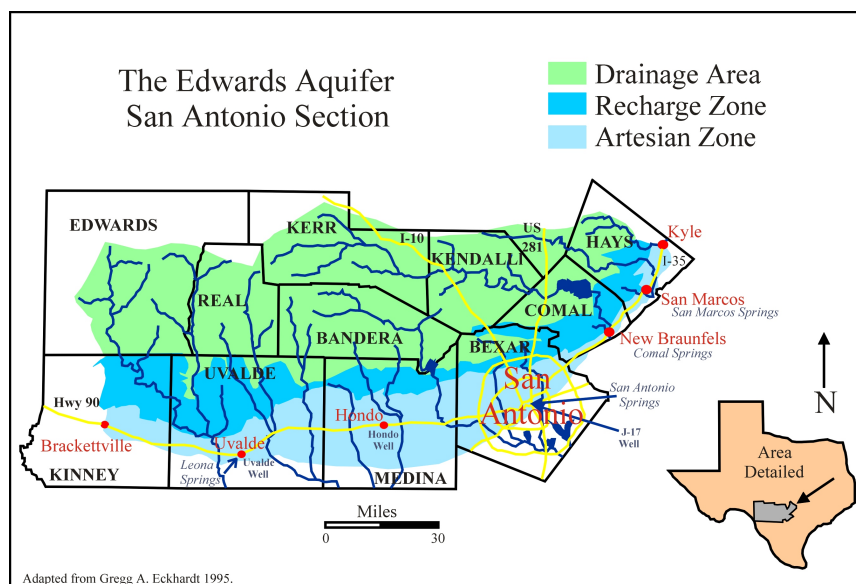 The Edwards Aquifer
San Antonio Section
Drainage Area
Recharge Zone
Artesian Zone
EDWARDS
KERR
I-10
US
281
HAYS
Kyle
I-35
KENDALLl
REAL
San Marcos
San Marcos Springs
COMAL
BANDERA
New Braunfels
Comal Springs
BEXAR
UVALDE
San
Antonio
San Antonio
Springs
Hwy 90
Hondo
Hondo
Well
J-17
Well
Brackettville
Uvalde
Uvalde
Well
Leona
Springs
KINNEY
MEDINA
N
Area
Detailed
Miles
0
30
Adapted from Gregg A. Eckhardt 1995.